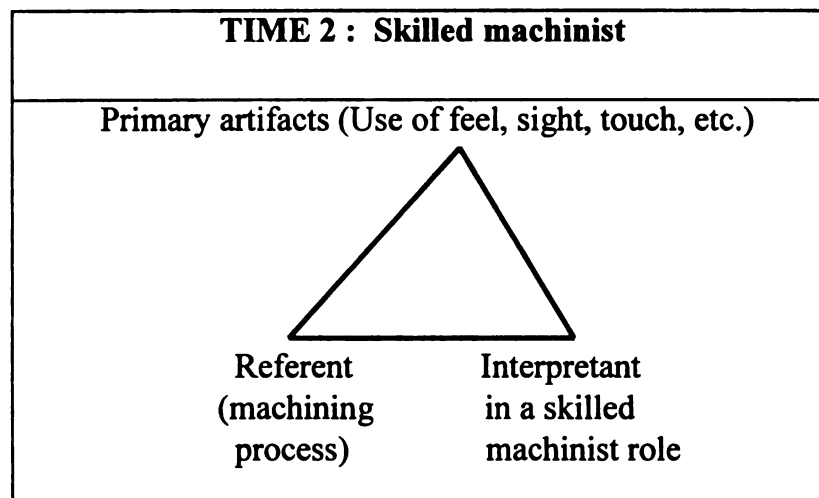 TIME 2 : Skilled machinist
Primary artifacts (Use of feel, sight, touch, etc.)
Referent
(machining
process)
Interpretant
in a skilled
machinist role